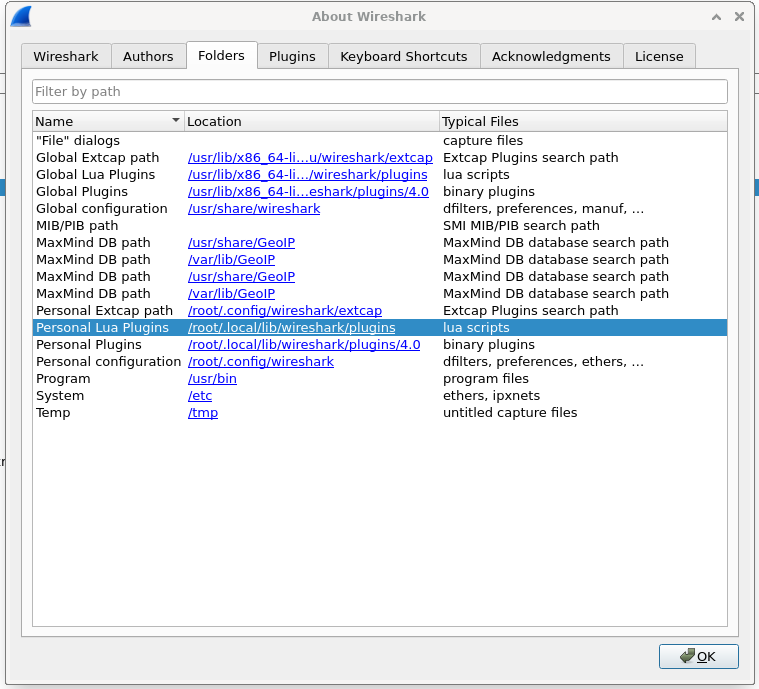 About Wireshark
Wireshark Authors Folders Plugins Keyboard Shortcuts Acknowledgments License
Filter by path
Name Location Typical Files
"File" dialogs capture files
Global Extcap path /usr/lib/x86_64-li…u/wireshark/extcap Extcap Plugins search path
Global Lua Plugins /usr/lib/x86_64-li…/wireshark/plugins lua scripts
Global Plugins /usr/lib/x86_64-li…eshark/plugins/4.0 binary plugins
Global configuration /usr/share/wireshark dfilters, preferences, manuf, …
MIB/PIB path SMI MIB/PIB search path
MaxMind DB path /usr/share/GeoIP MaxMind DB database search path
MaxMind DB path /var/lib/GeoIP MaxMind DB database search path
MaxMind DB path /usr/share/GeoIP MaxMind DB database search path
MaxMind DB path /var/lib/GeoIP MaxMind DB database search path
Personal Extcap path /root/.config/wireshark/extcap Extcap Plugins search path
Personal Lua Plugins /root/.local/lib/wireshark/plugins lua scripts
Personal Plugins /root/.local/lib/wireshark/plugins/4.0 binary plugins
Personal configuration /root/.config/wireshark dfilters, preferences, ethers, …
Program /usr/bin program files
System /etc ethers, ipxnets
Temp /tmp untitled capture files
OK